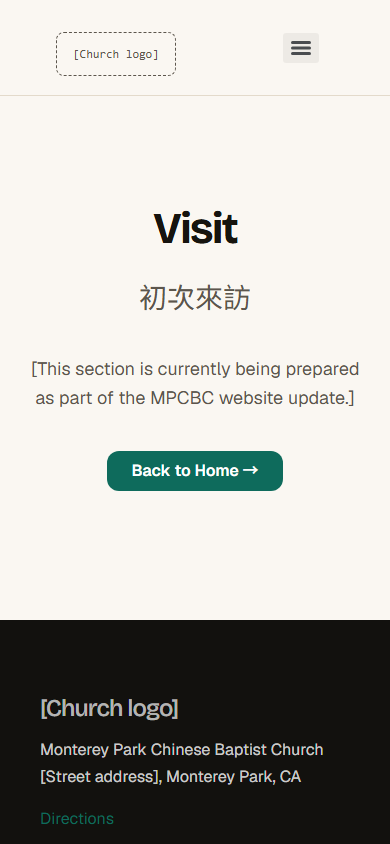 [Church logo]
Visit
初次來訪
[This section is currently being prepared
as part of the MPCBC website update.]
Back to Home →
[Church logo]
Monterey Park Chinese Baptist Church
[Street address], Monterey Park, CA
Directions